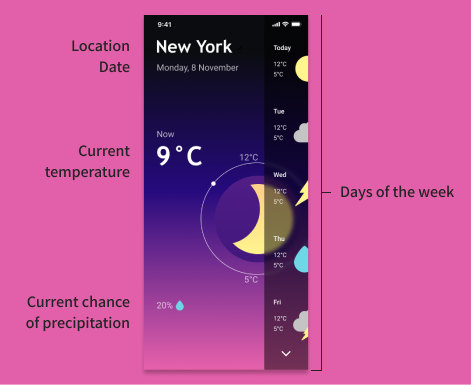 Location
Date
Current
temperature
Current chance
of precipitation
9:41
New York
Monday, 8 November
Now
9°C
12°C
5°C
20%
Today
12°C
5°C
Tue
12°C
5°C
Wed
12°C
5°C
Thu
12°C
5°C
Fri
12°C
5°C
Days of the week